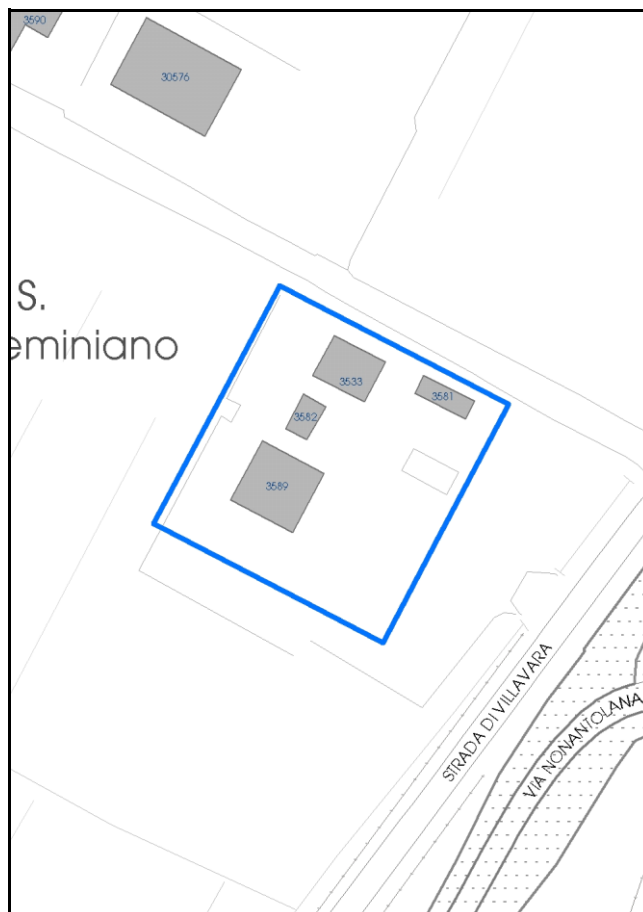 3590
30576
S.
eminiano
3533
3581
3582
3589
STRADA DI VILLAVARA
VIA NONANTOLANA